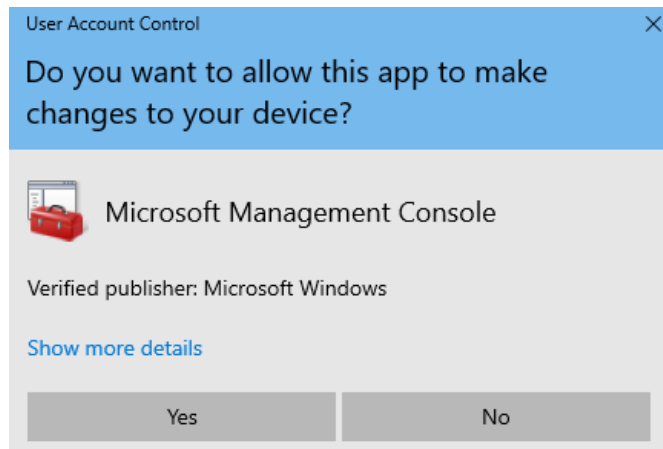 User Account Control
Do you want to allow this app to make
changes to your device?
Microsoft Management Console
Verified publisher: Microsoft Windows
Show more details
Yes
No